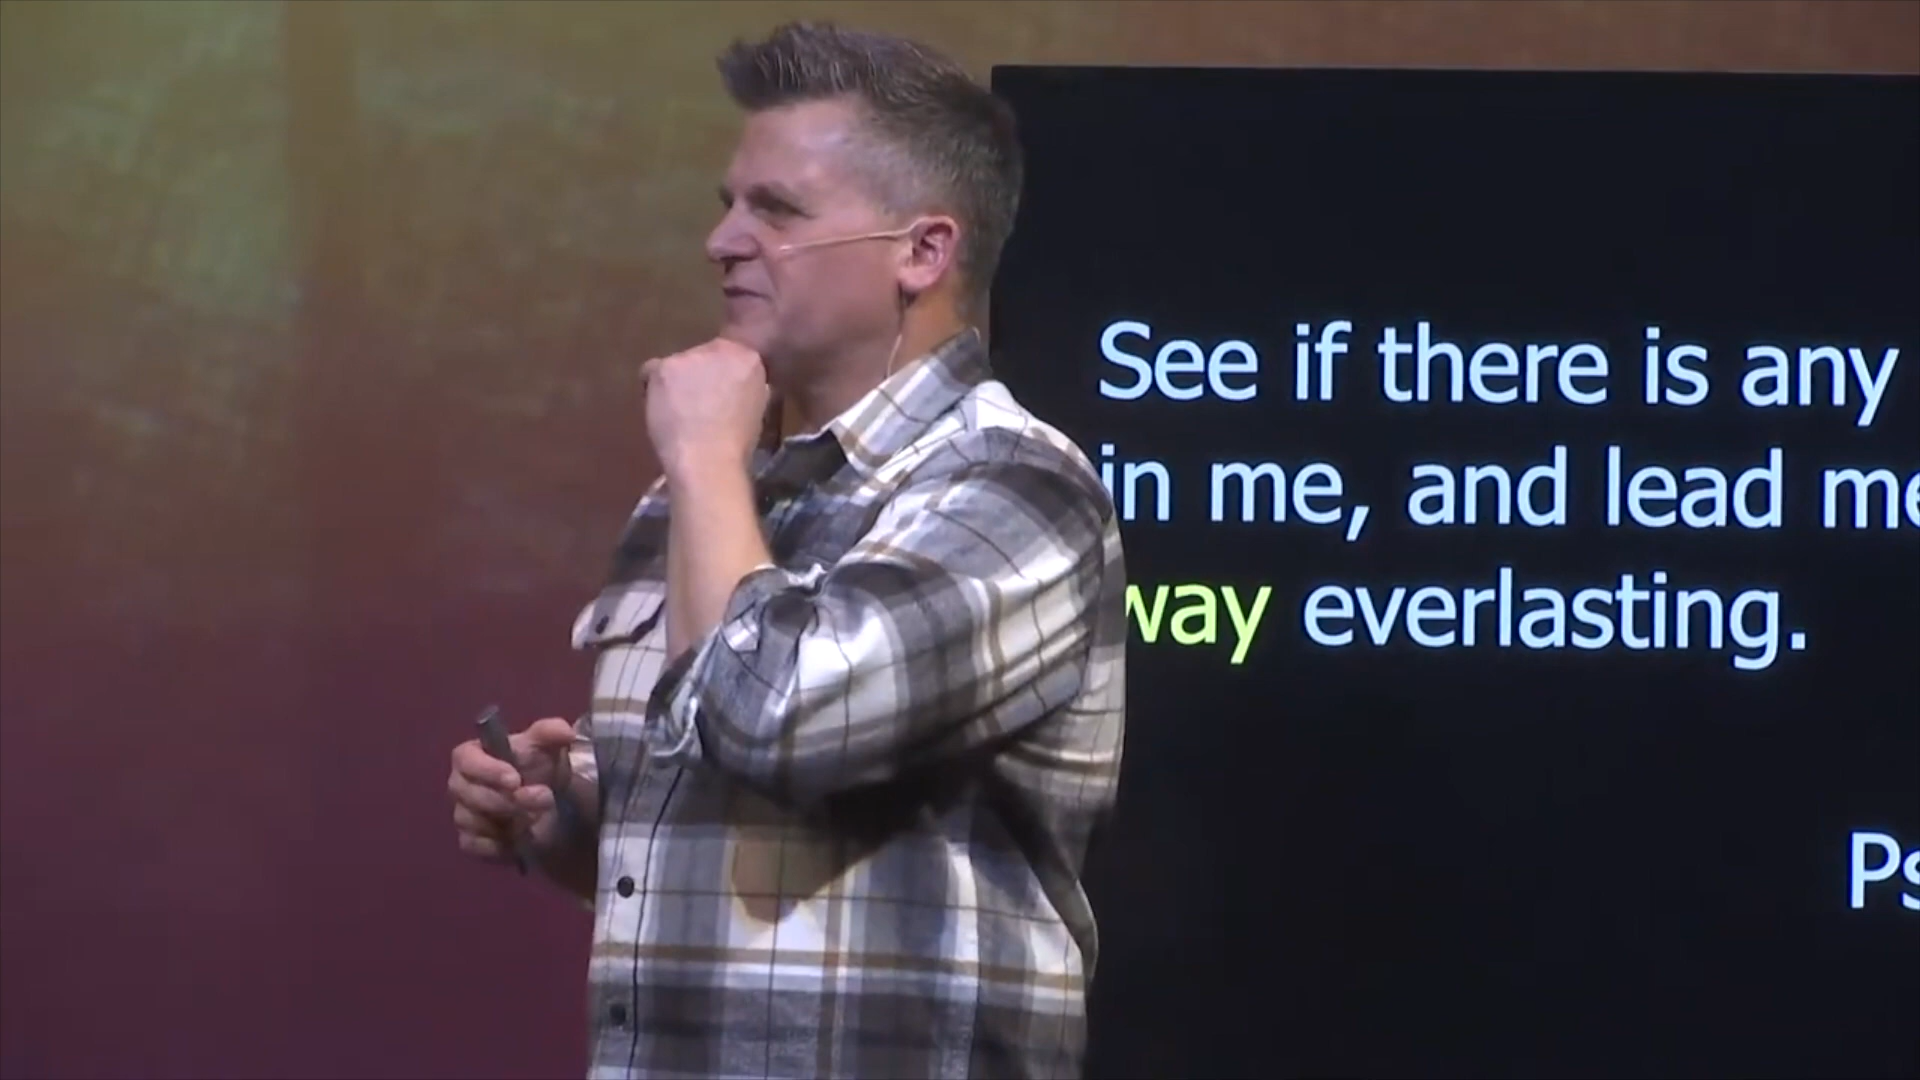 See if there is any
in me, and lead me
way everlasting.
Ps